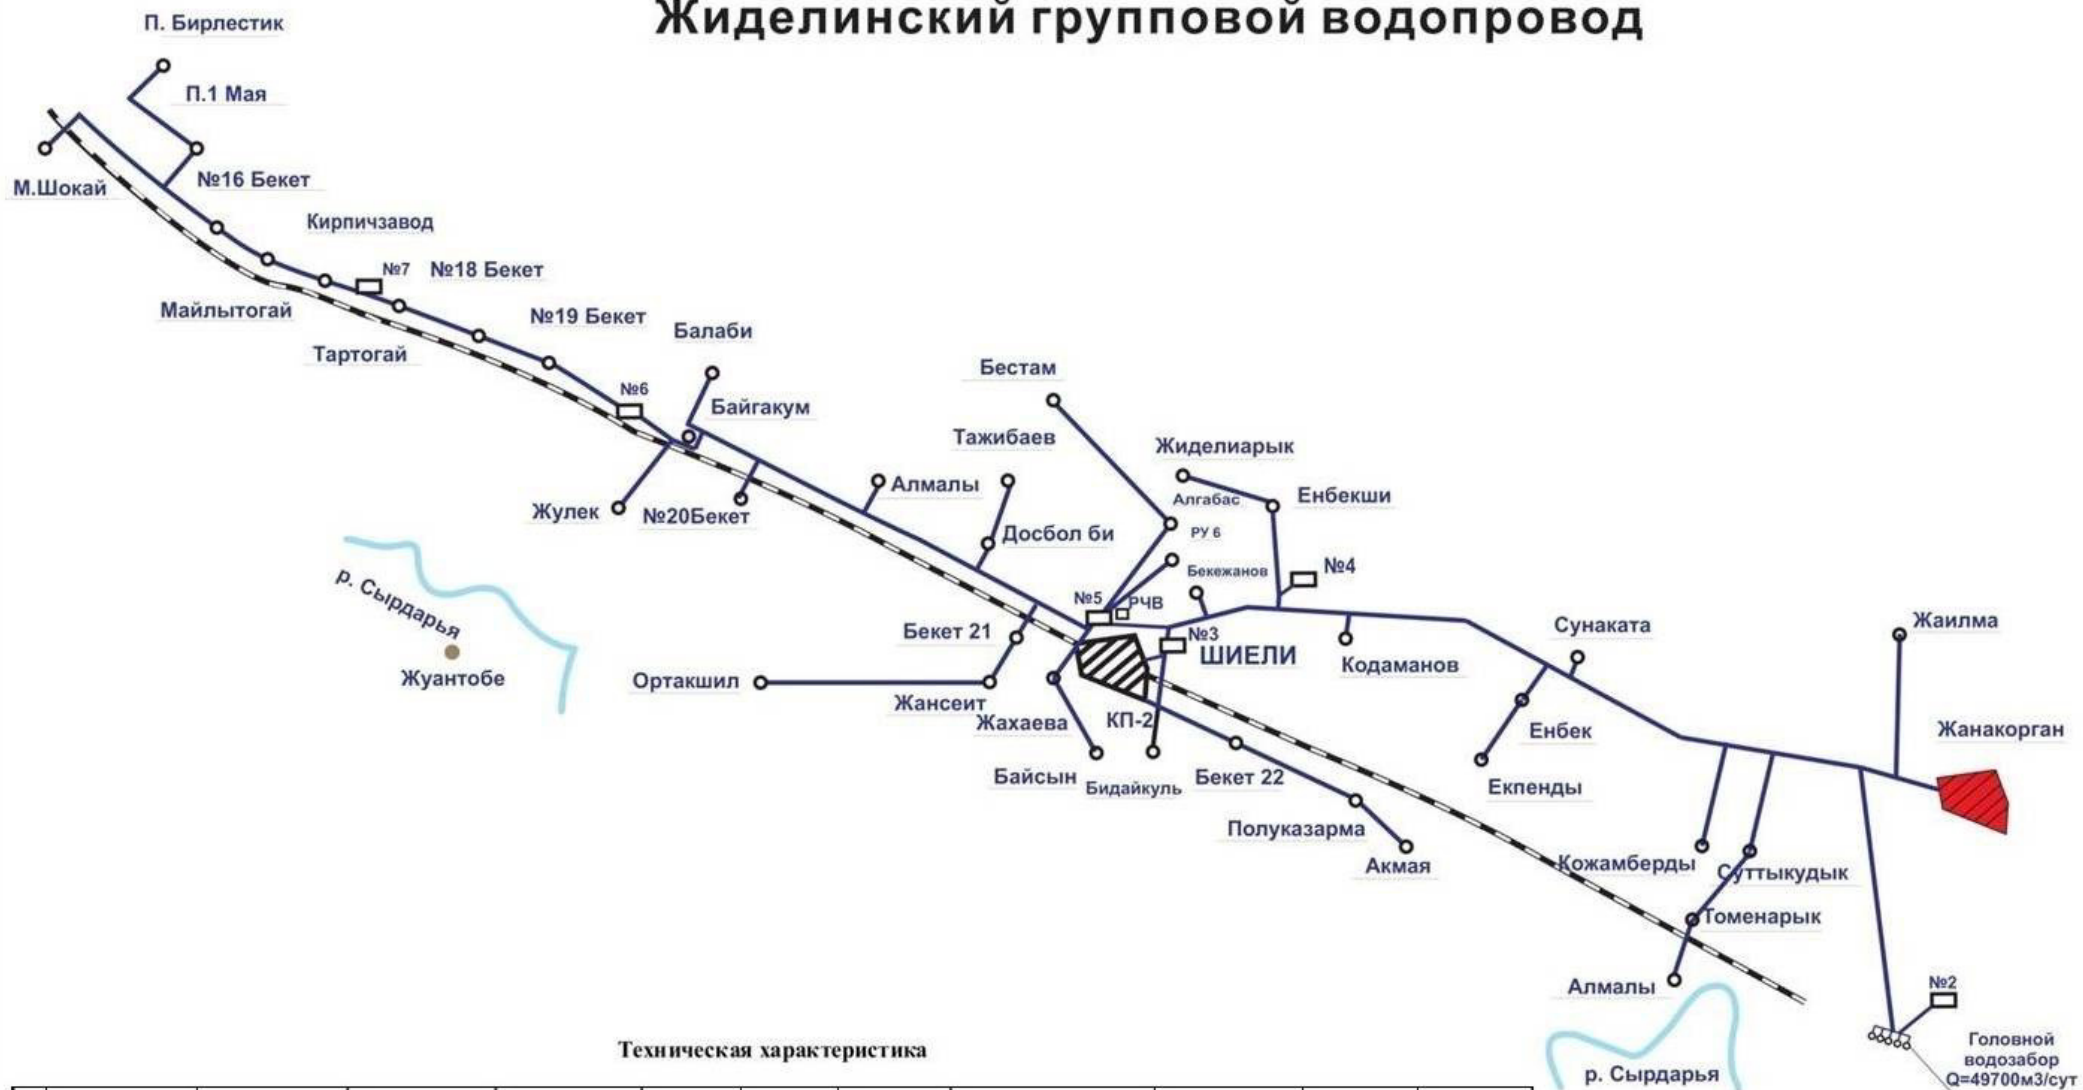 Жиделинский групповой водопровод
П. Бирлестик
П.1 Мая
М.Шокай
№16 Бекет
Кирпичзавод
№7
№18 Бекет
Майлытогай
№19 Бекет
Балаби
Тартогай
Бестам
№6
Байгакум
Тажибаев
Жиделиарык
Алмалы
Алгабас
Енбекши
Жулек
№20Бекет
Досбол би
РУ 6
№4
Бекежанов
р. Сырдарья
№5
РЧВ
Жаилма
Бекет 21
№3
Сунаката
ШИЕЛИ
Кодаманов
Жуантобе
Ортакшил
Жансеит
Жахаева
КП-2
Енбек
Жанакорган
Байсын
Бидайкуль
Бекет 22
Екпенды
Полуказарма
Акмая
Кожамберды
Суттыкудык
Томенарык
Алмалы
№2
Техническая характеристика
Головной
водозабор
Q=49700м3/сут
р. Сырдарья